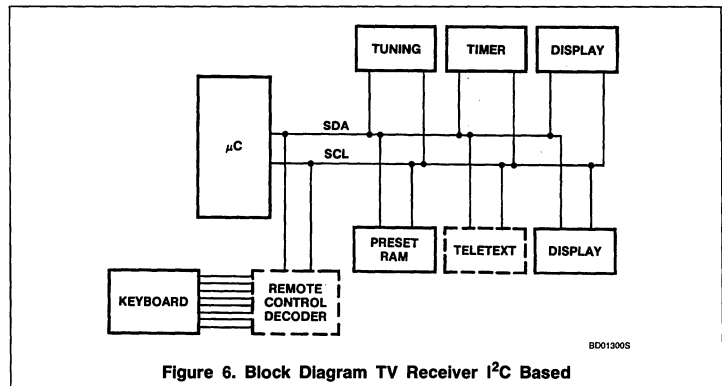 TUNING
TIMER
DISPLAY
μC
SDA
SCL
PRESET
RAM
TELETEXT
DISPLAY
KEYBOARD
REMOTE
CONTROL
DECODER
BD01300S
Figure 6. Block Diagram TV Receiver I²C Based